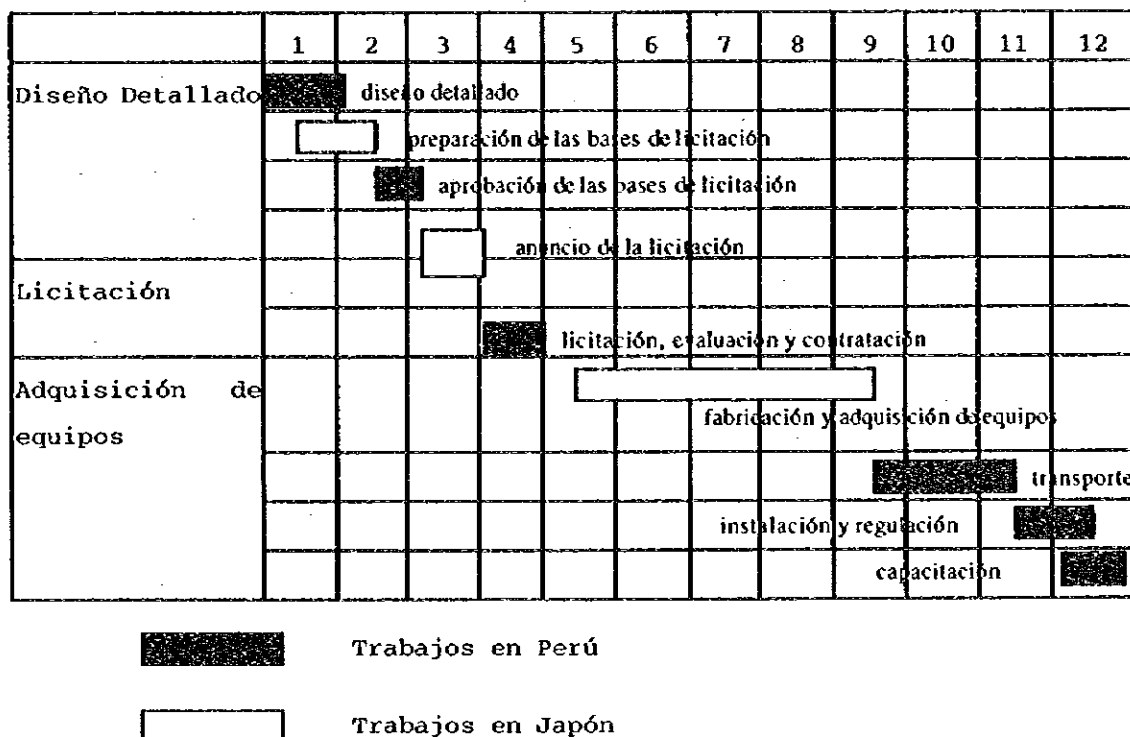 1 2 3 4 5 6 7 8 9 10 11 12
Diseño Detallado diseño detallado
preparación de las bases de licitación
aprobación de las bases de licitación
anuncio de la licitación
Licitación
licitación, evaluación y contratación
Adquisición de
fabricación y adquisición de equipos
equipos
transporte
instalación y regulación
capacitación
Trabajos en Perú
Trabajos en Japón